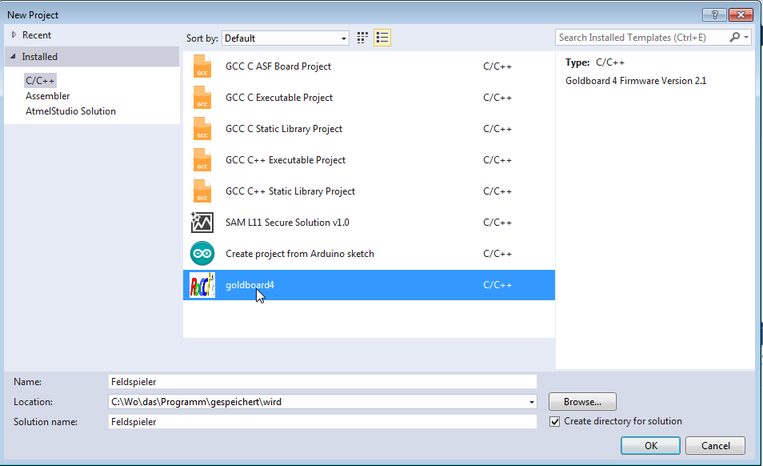 New Project
Recent
Installed
C/C++
Assembler
AtmelStudio Solution
Sort by: Default
Search Installed Templates (Ctrl+E)
GCC C ASF Board Project C/C++
GCC C Executable Project C/C++
GCC C Static Library Project C/C++
GCC C++ Executable Project C/C++
GCC C++ Static Library Project C/C++
SAM L11 Secure Solution v1.0 C/C++
Create project from Arduino sketch C/C++
goldboard4 C/C++
Type: C/C++
Goldboard 4 Firmware Version 2.1
Name: Feldspieler
Location: C:\Wo\das\Programm\gespeichert\wird
Browse...
Solution name: Feldspieler
Create directory for solution
OK
Cancel